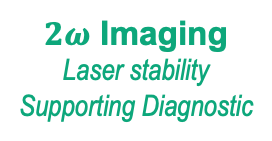 2ω Imaging
Laser stability
Supporting Diagnostic